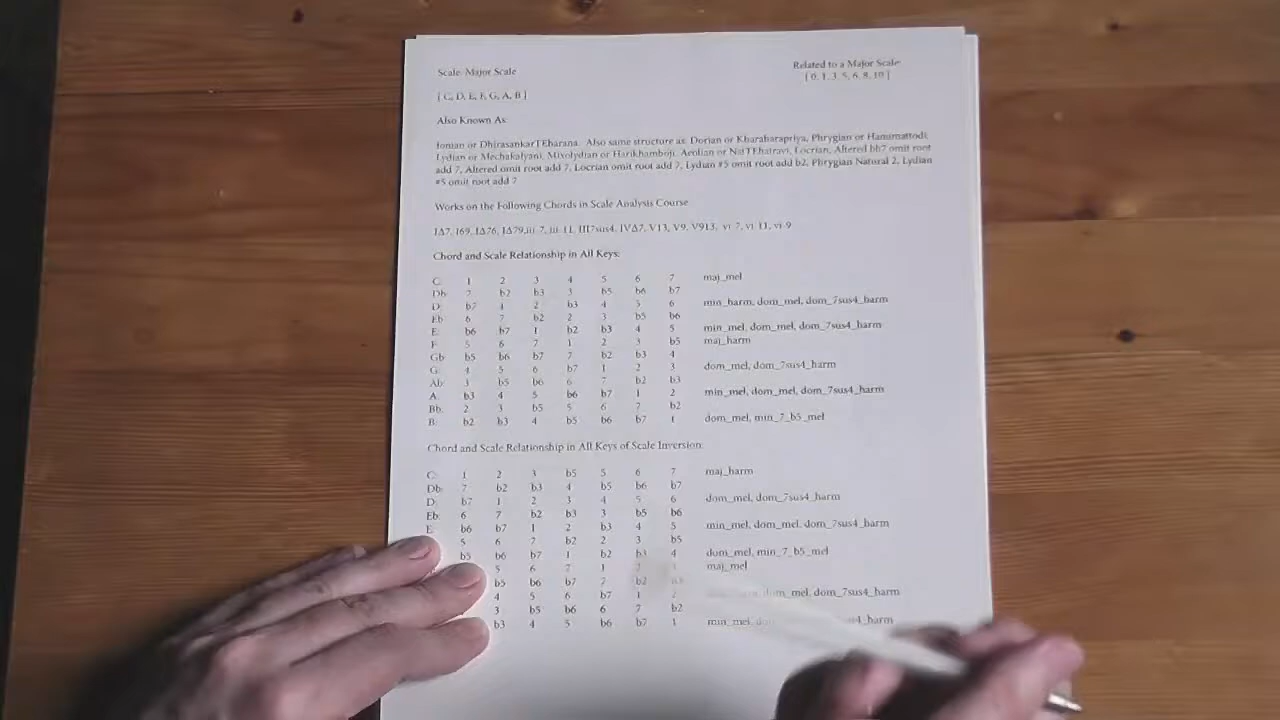 Scale: Major Scale
Related to a Major Scale
[ 0, 1, 3, 5, 6, 8, 10 ]
[ C, D, E, F, G, A, B ]
Also Known As:
Ionian or DhirasankarTEbarana. Also same structure as: Dorian or Kharaharapriya, Phrygian or Hanumattodi,
Lydian or Mechakalyani, Mixolydian or Harikhamboji, Aeolian or NatTEbairavi, Locrian, Altered bb7 omit root
add 7, Altered omit root add 7, Locrian omit root add 7, Lydian #5 omit root add b2, Phrygian Natural 2, Lydian
#5 omit root add 7
Works on the Following Chords in Scale Analysis Course
IΔ7, I69, IΔ76, IΔ79, iii-7, iii-11, III7sus4, IVΔ7, V13, V9, V913, vi-7, vi-11, vi-9
Chord and Scale Relationship in All Keys:
C: 1 2 3 4 5 6 7 maj_mel
Db: 7 b2 b3 3 b5 b6 b7
D: b7 1 2 b3 4 5 6 min_harm, dom_mel, dom_7sus4_harm
Eb: 6 7 b2 2 3 b5 b6
E: b6 b7 1 b2 b3 4 5 min_mel, dom_mel, dom_7sus4_harm
F: 5 6 7 1 2 3 b5 maj_harm
Gb: b5 b6 b7 7 b2 b3 4
G: 4 5 6 b7 1 2 3 dom_mel, dom_7sus4_harm
Ab: 3 b5 b6 6 7 b2 b3
A: b3 4 5 b6 b7 1 2 min_mel, dom_mel, dom_7sus4_harm
Bb: 2 3 b5 5 6 7 b2
B: b2 b3 4 b5 b6 b7 1 dom_mel, min_7_b5_mel
Chord and Scale Relationship in All Keys of Scale Inversion:
C: 1 2 3 b5 5 6 7 maj_harm
Db: 7 b2 b3 4 b5 b6 b7
D: b7 1 2 3 4 5 6 dom_mel, dom_7sus4_harm
Eb: 6 7 b2 b3 3 b5 b6
E: b6 b7 1 2 b3 4 5 min_mel, dom_mel, dom_7sus4_harm
5 6 7 b2 2 3 b5
b5 b6 b7 1 b2 b3 4 dom_mel, min_7_b5_mel
5 6 7 1 2 maj_mel
b5 b6 b7 7 b2
4 5 6 b7 1 2 dom_mel, dom_7sus4_harm
3 b5 b6 6 7 b2
b3 4 5 b6 b7 1 min_mel,